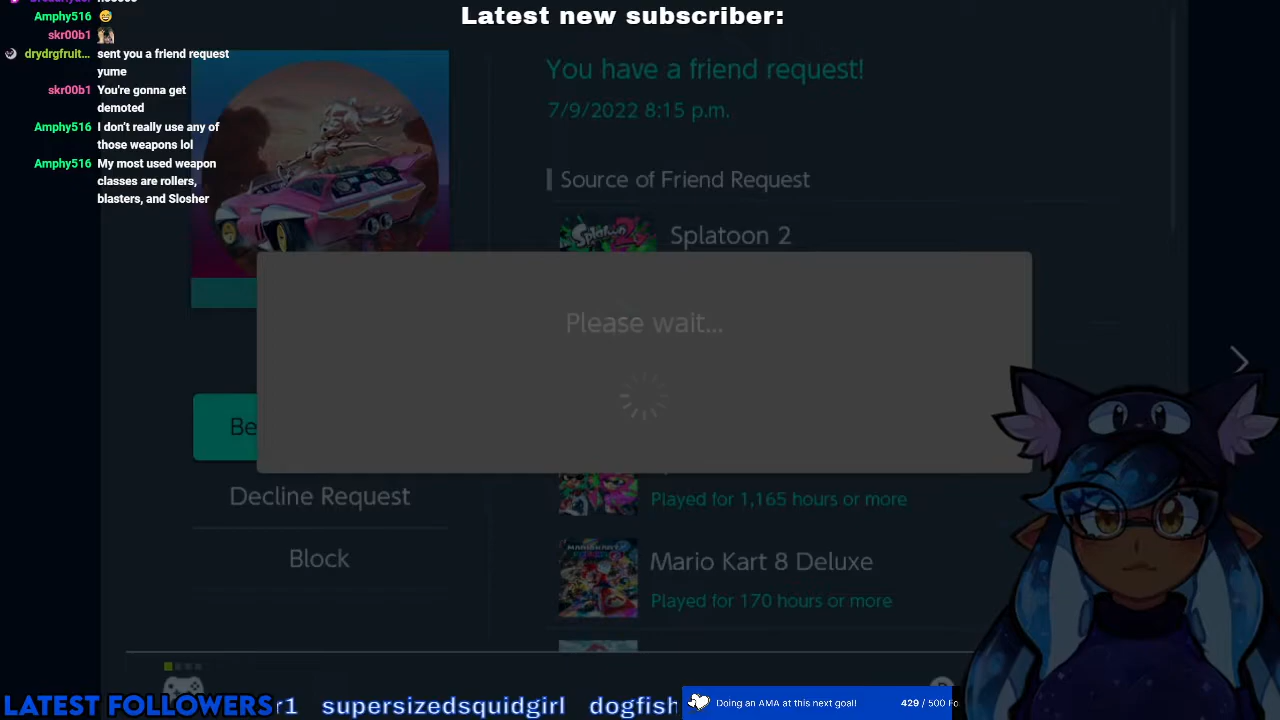 Amphy516
skr00b1
drydrgfruit... sent you a friend request
yume
skr00b1 You're gonna get
demoted
Amphy516 I don't really use any of
those weapons lol
Amphy516 My most used weapon
classes are rollers,
blasters, and Slosher
Latest new subscriber:
You have a friend request!
7/9/2022 8:15 p.m.
Source of Friend Request
Splatoon 2
Please wait...
Be
Decline Request
Block
Played for 1,165 hours or more
MARIOKART
Mario Kart 8 Deluxe
Played for 170 hours or more
LATEST FOLLOWERS r1 supersizedsquidgirl dogfish
Doing an AMA at this next goal! 429 / 500 Fo